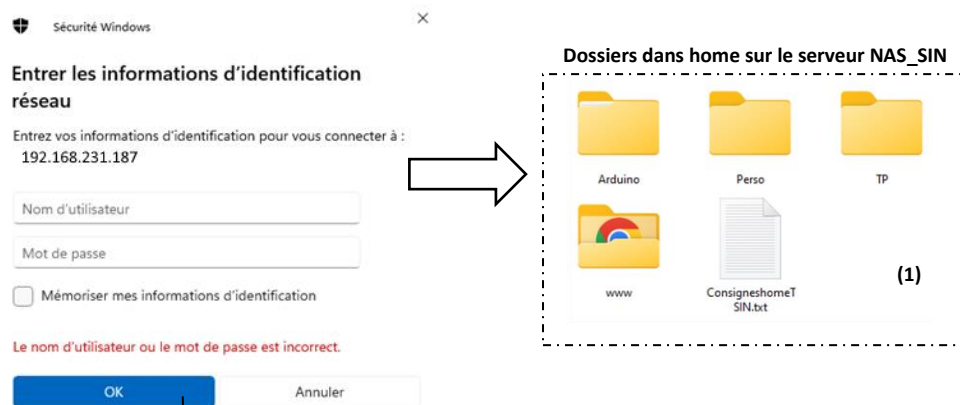 Sécurité Windows
Entrer les informations d'identification
réseau
Entrez vos informations d'identification pour vous connecter à :
192.168.231.187
Nom d'utilisateur
Mot de passe
Mémoriser mes informations d'identification
Le nom d'utilisateur ou le mot de passe est incorrect.
OK
Annuler
Dossiers dans home sur le serveur NAS_SIN
Arduino
Perso
TP
www
ConsigneshomeT
SIN.txt
(1)